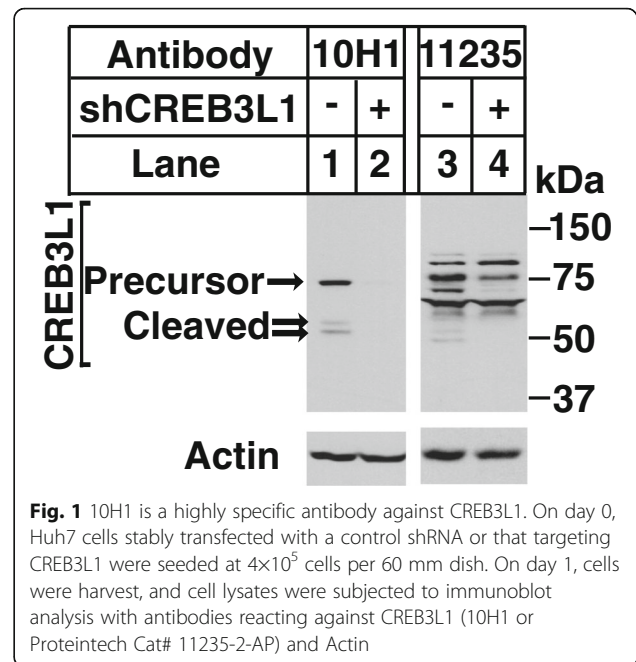 Antibody 10H1 11235
shCREB3L1 - + - +
Lane 1 2 3 4 kDa
CREB3L1
–150
Precursor→ –75
Cleaved –50
–37
Actin
Fig. 1 10H1 is a highly specific antibody against CREB3L1. On day 0,
Huh7 cells stably transfected with a control shRNA or that targeting
CREB3L1 were seeded at 4×10⁵ cells per 60 mm dish. On day 1, cells
were harvest, and cell lysates were subjected to immunoblot
analysis with antibodies reacting against CREB3L1 (10H1 or
Proteintech Cat# 11235-2-AP) and Actin